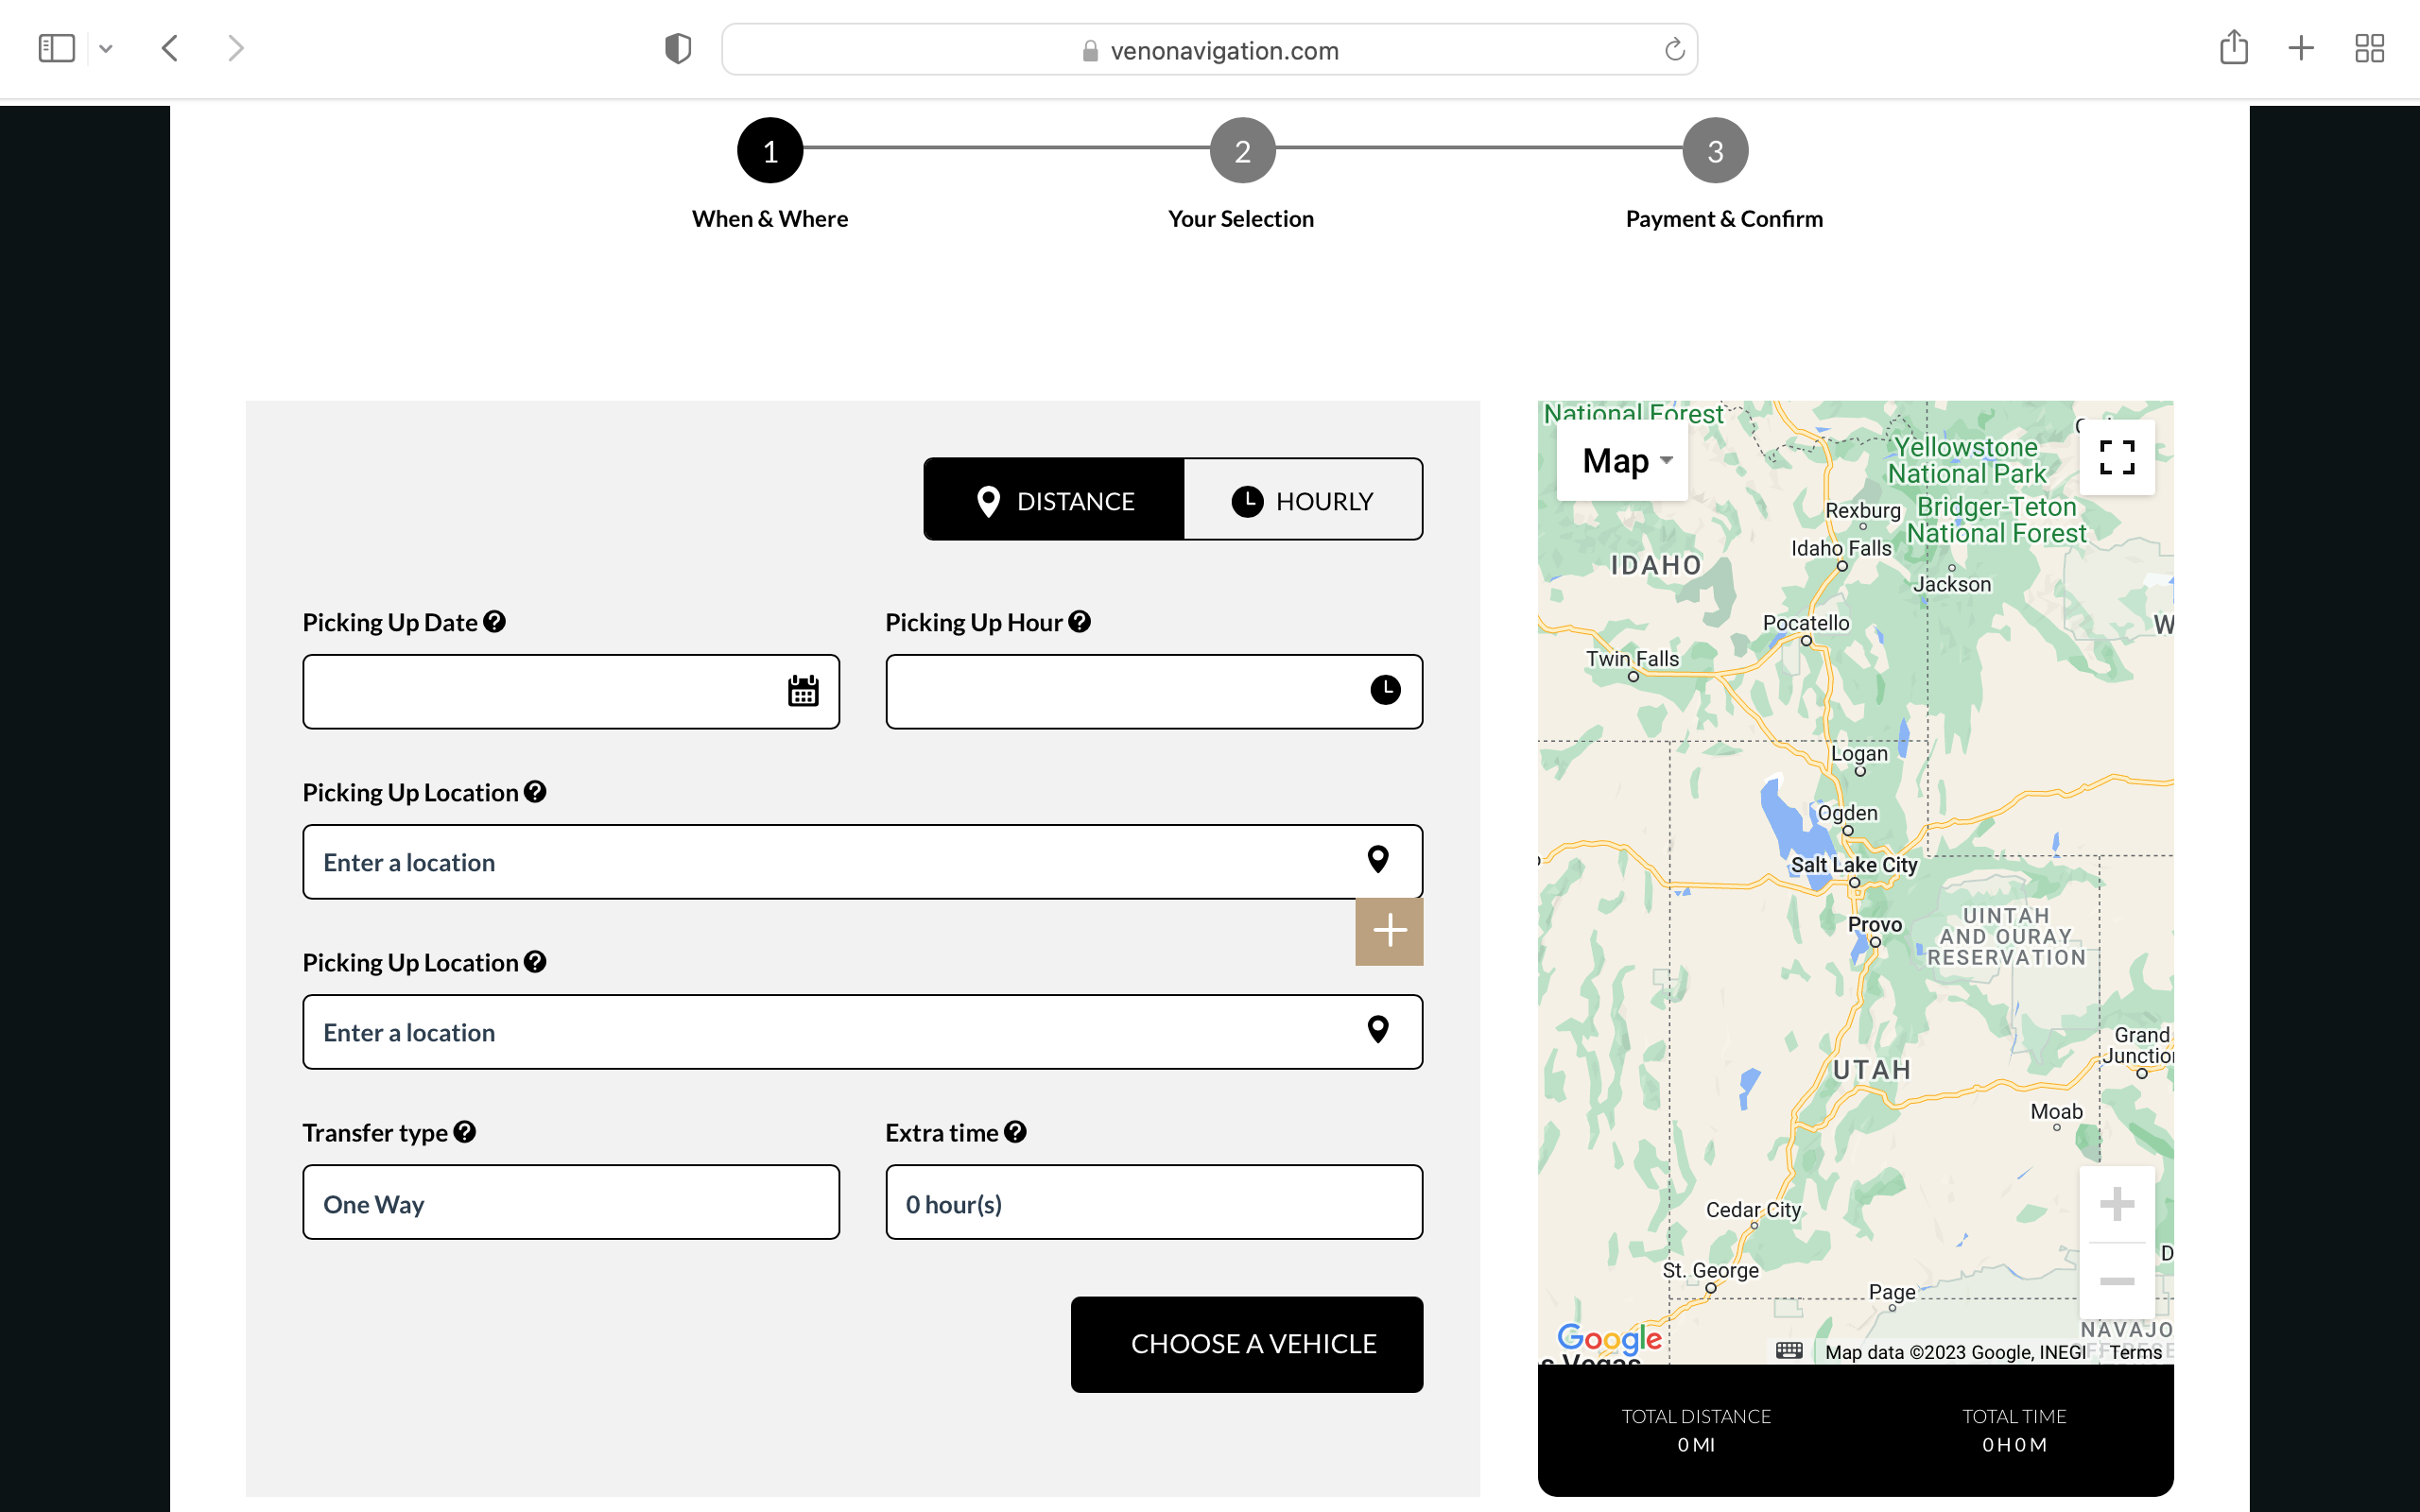 venonavigation.com
1
2
3
When & Where
Your Selection
Payment & Confirm
DISTANCE
HOURLY
Picking Up Date ?
Picking Up Hour ?
Picking Up Location ?
Enter a location
+
Picking Up Location ?
Enter a location
Transfer type ?
Extra time ?
One Way
0 hour(s)
CHOOSE A VEHICLE
National Forest
Map
Yellowstone
National Park
Bridger-Teton
National Forest
Rexburg
Idaho Falls
IDAHO
Jackson
Pocatello
W
Twin Falls
Logan
Ogden
Salt Lake City
Provo
UINTAH
AND OURAY
RESERVATION
Grand
Junction
UTAH
Moab
Cedar City
D
St. George
Page
NAVAJO
Google
s Vegas
Map data ©2023 Google, INEGI
Terms
TOTAL DISTANCE
0 MI
TOTAL TIME
0 H 0 M